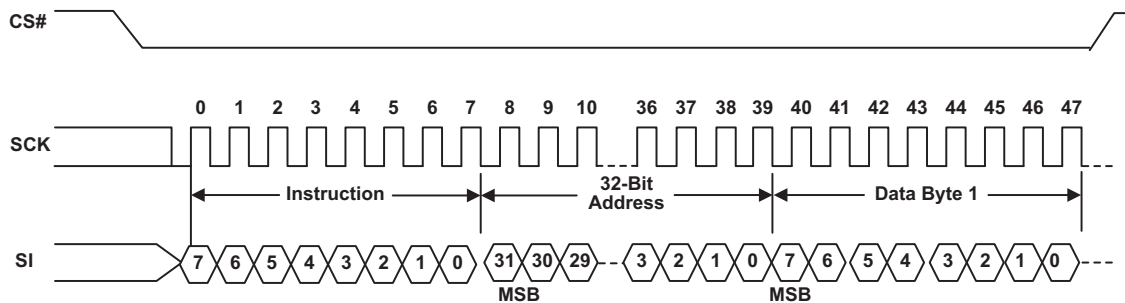 CS#
0 1 2 3 4 5 6 7 8 9 10 36 37 38 39 40 41 42 43 44 45 46 47
SCK
Instruction 32-Bit Address Data Byte 1
SI 7 6 5 4 3 2 1 0 31 30 29 3 2 1 0 7 6 5 4 3 2 1 0
MSB MSB